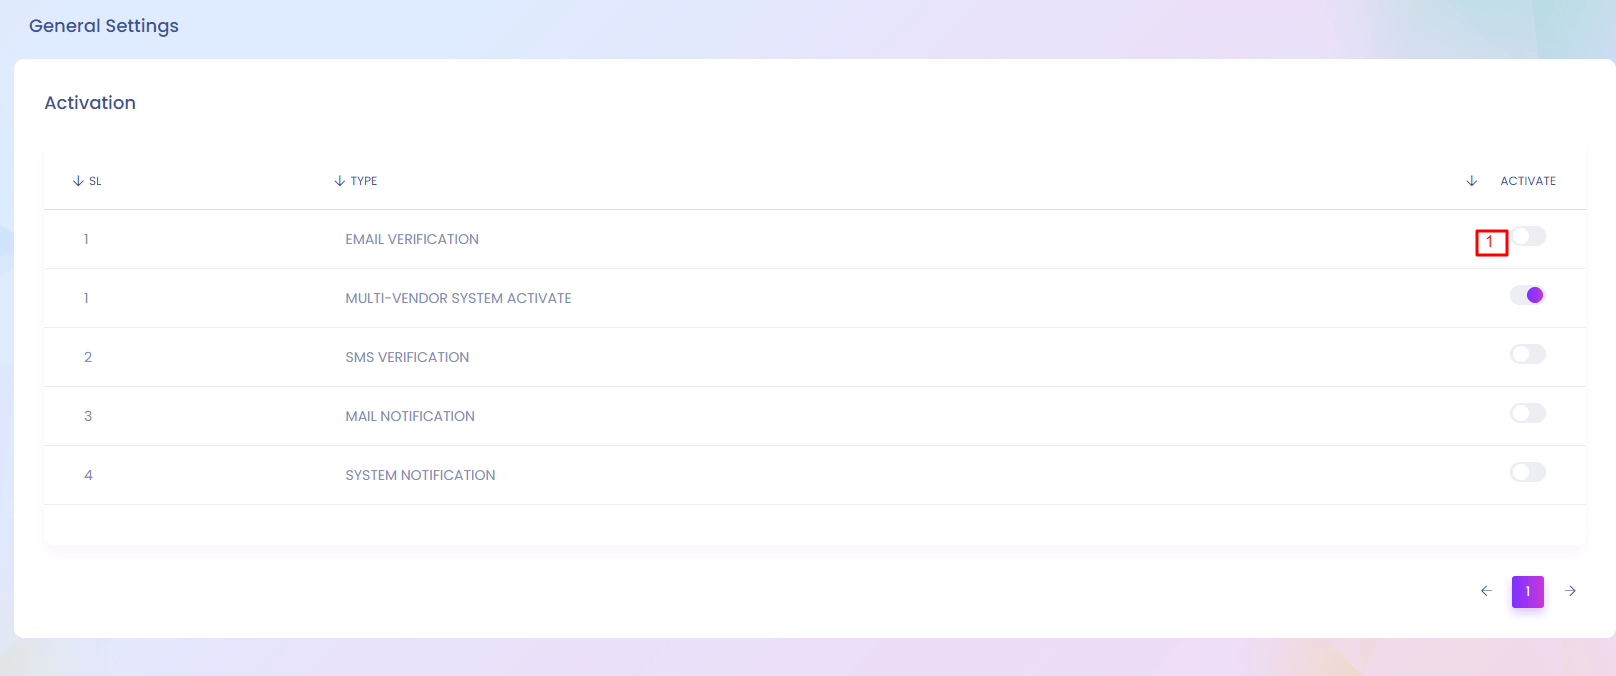 General Settings
Activation
SL TYPE ACTIVATE
1 EMAIL VERIFICATION 1
1 MULTI-VENDOR SYSTEM ACTIVATE
2 SMS VERIFICATION
3 MAIL NOTIFICATION
4 SYSTEM NOTIFICATION
1